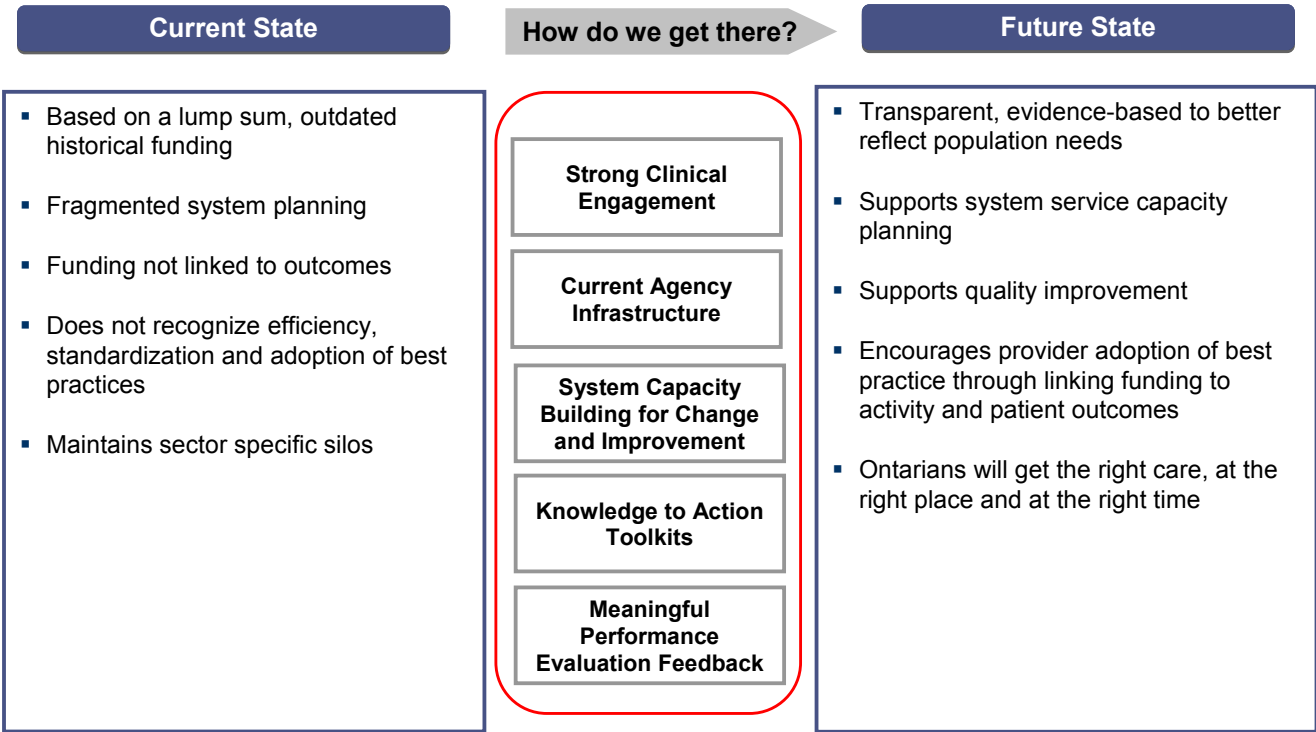 Current State
How do we get there?
Future State
▪ Based on a lump sum, outdated
historical funding
▪ Fragmented system planning
▪ Funding not linked to outcomes
▪ Does not recognize efficiency,
standardization and adoption of best
practices
▪ Maintains sector specific silos
Strong Clinical
Engagement
Current Agency
Infrastructure
System Capacity
Building for Change
and Improvement
Knowledge to Action
Toolkits
Meaningful
Performance
Evaluation Feedback
▪ Transparent, evidence-based to better
reflect population needs
▪ Supports system service capacity
planning
▪ Supports quality improvement
▪ Encourages provider adoption of best
practice through linking funding to
activity and patient outcomes
▪ Ontarians will get the right care, at the
right place and at the right time